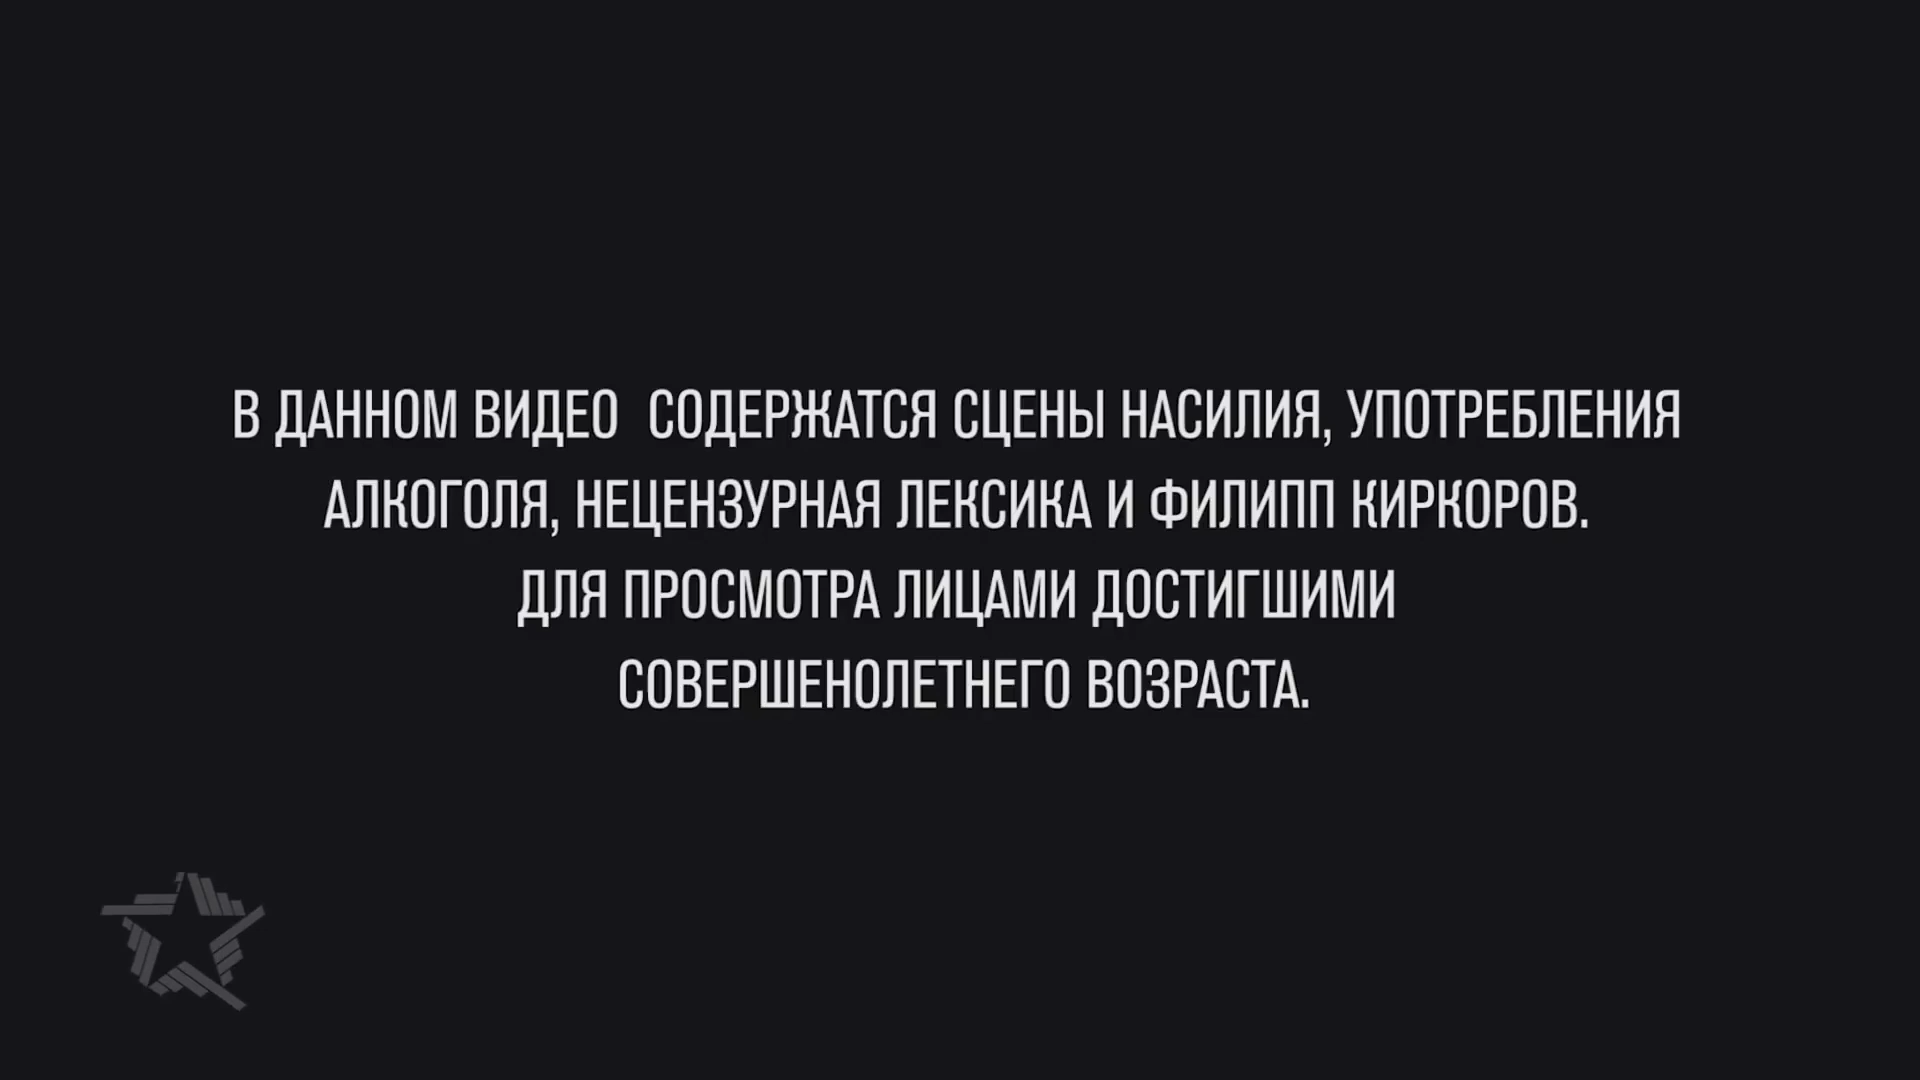 В ДАННОМ ВИДЕО СОДЕРЖАТСЯ СЦЕНЫ НАСИЛИЯ, УПОТРЕБЛЕНИЯ
АЛКОГОЛЯ, НЕЦЕНЗУРНАЯ ЛЕКСИКА И ФИЛИПП КИРКОРОВ.
ДЛЯ ПРОСМОТРА ЛИЦАМИ ДОСТИГШИМИ
СОВЕРШЕНОЛЕТНЕГО ВОЗРАСТА.